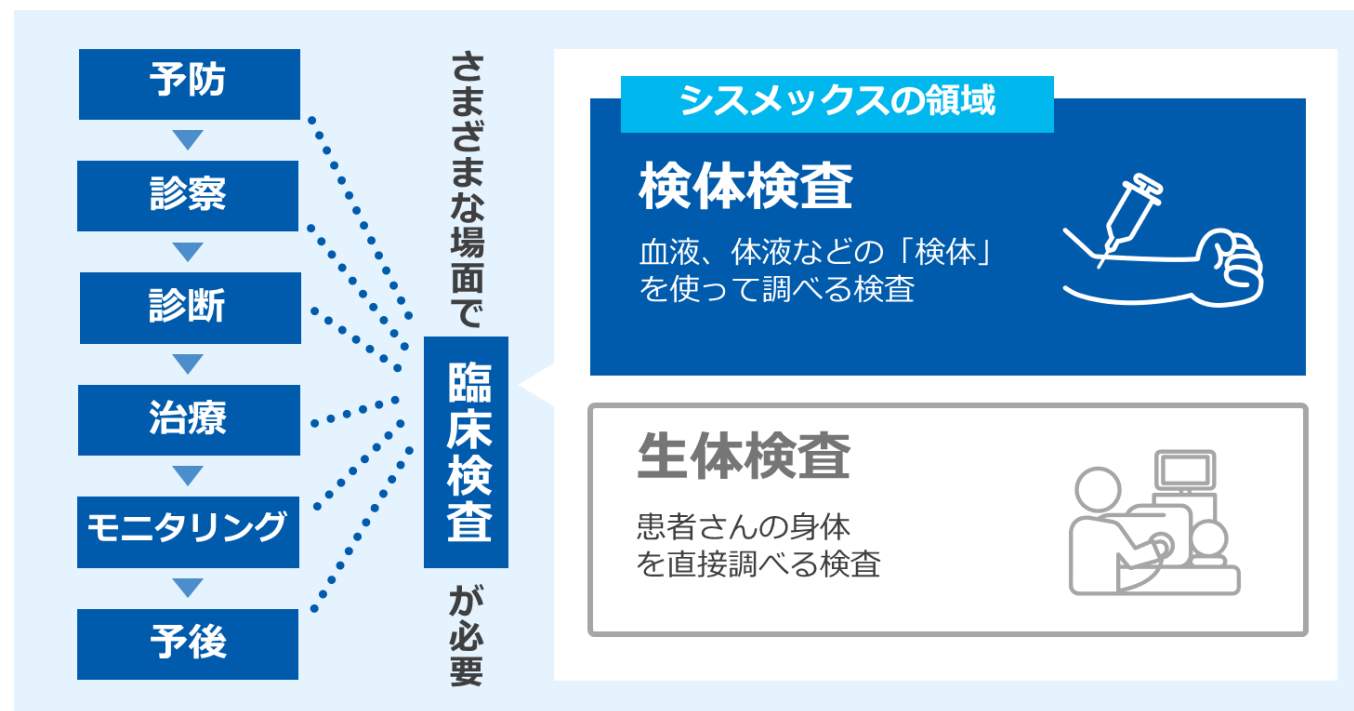 予防
診察
診断
治療
モニタリング
予後
さまざまな場面で
臨床検査
が必要
シスメックスの領域
検体検査
血液、体液などの「検体」
を使って調べる検査
生体検査
患者さんの身体
を直接調べる検査